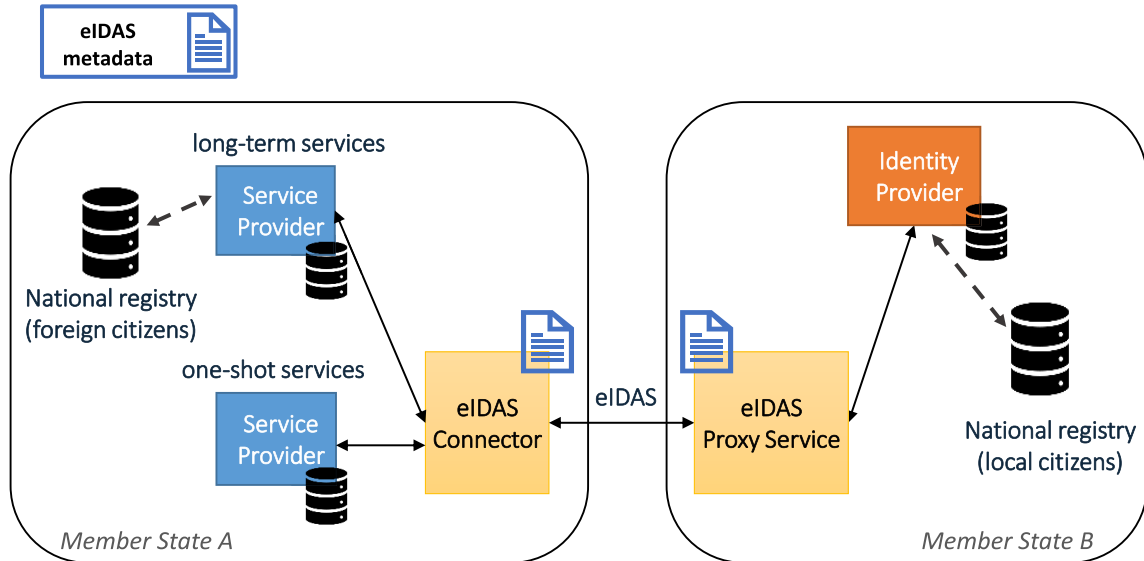 eIDAS
metadata
long-term services
Service
Provider
National registry
(foreign citizens)
one-shot services
Service
Provider
eIDAS
Connector
Member State A
eIDAS
Identity
Provider
eIDAS
Proxy Service
National registry
(local citizens)
Member State B